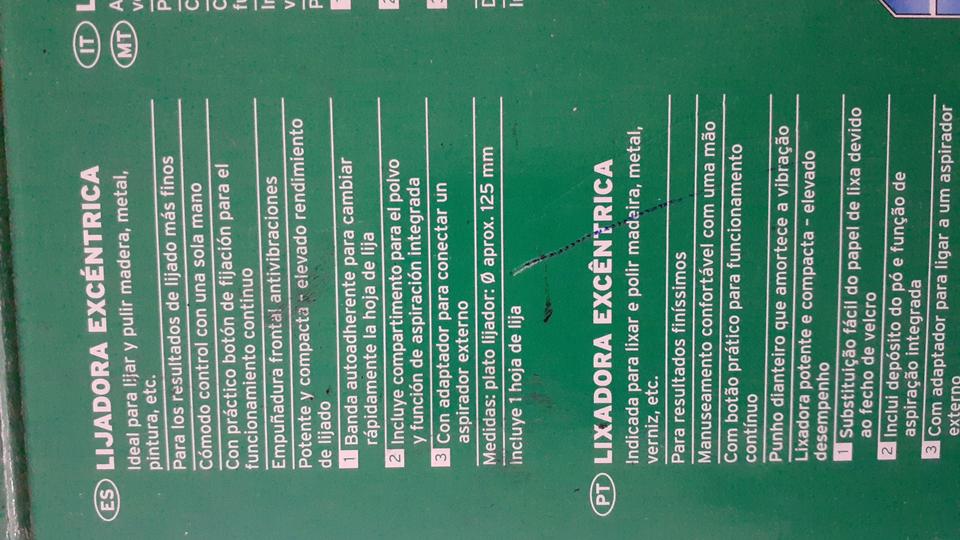 ES LIJADORA EXCÉNTRICA
Ideal para lijar y pulir madera, metal,
pintura, etc.
Para los resultados de lijado más finos
Cómodo control con una sola mano
Con práctico botón de fijación para el
funcionamiento continuo
Empuñadura frontal antivibraciones
Potente y compacta elevado rendimiento
de lijado
1 Banda autoadherente para cambiar
rápidamente la hoja de lija
2 Incluye compartimento para el polvo
y función de aspiración integrada
3 Con adaptador para conectar un
aspirador externo
Medidas: plato lijador: Ø aprox. 125 mm
Incluye 1 hoja de lija
PT LIXADORA EXCÊNTRICA
Indicada para lixar e polir madeira, metal,
verniz, etc.
Para resultados finíssimos
Manuseamento confortável com uma mão
Com botão prático para funcionamento
contínuo
Punho dianteiro que amortece a vibração
Lixadora potente e compacta - elevado
desempenho
1 Substituição fácil do papel de lixa devido
ao fecho de velcro
2 Inclui depósito do pó e função de
aspiração integrada
3 Com adaptador para ligar a um aspirador
externo
IT L
MT